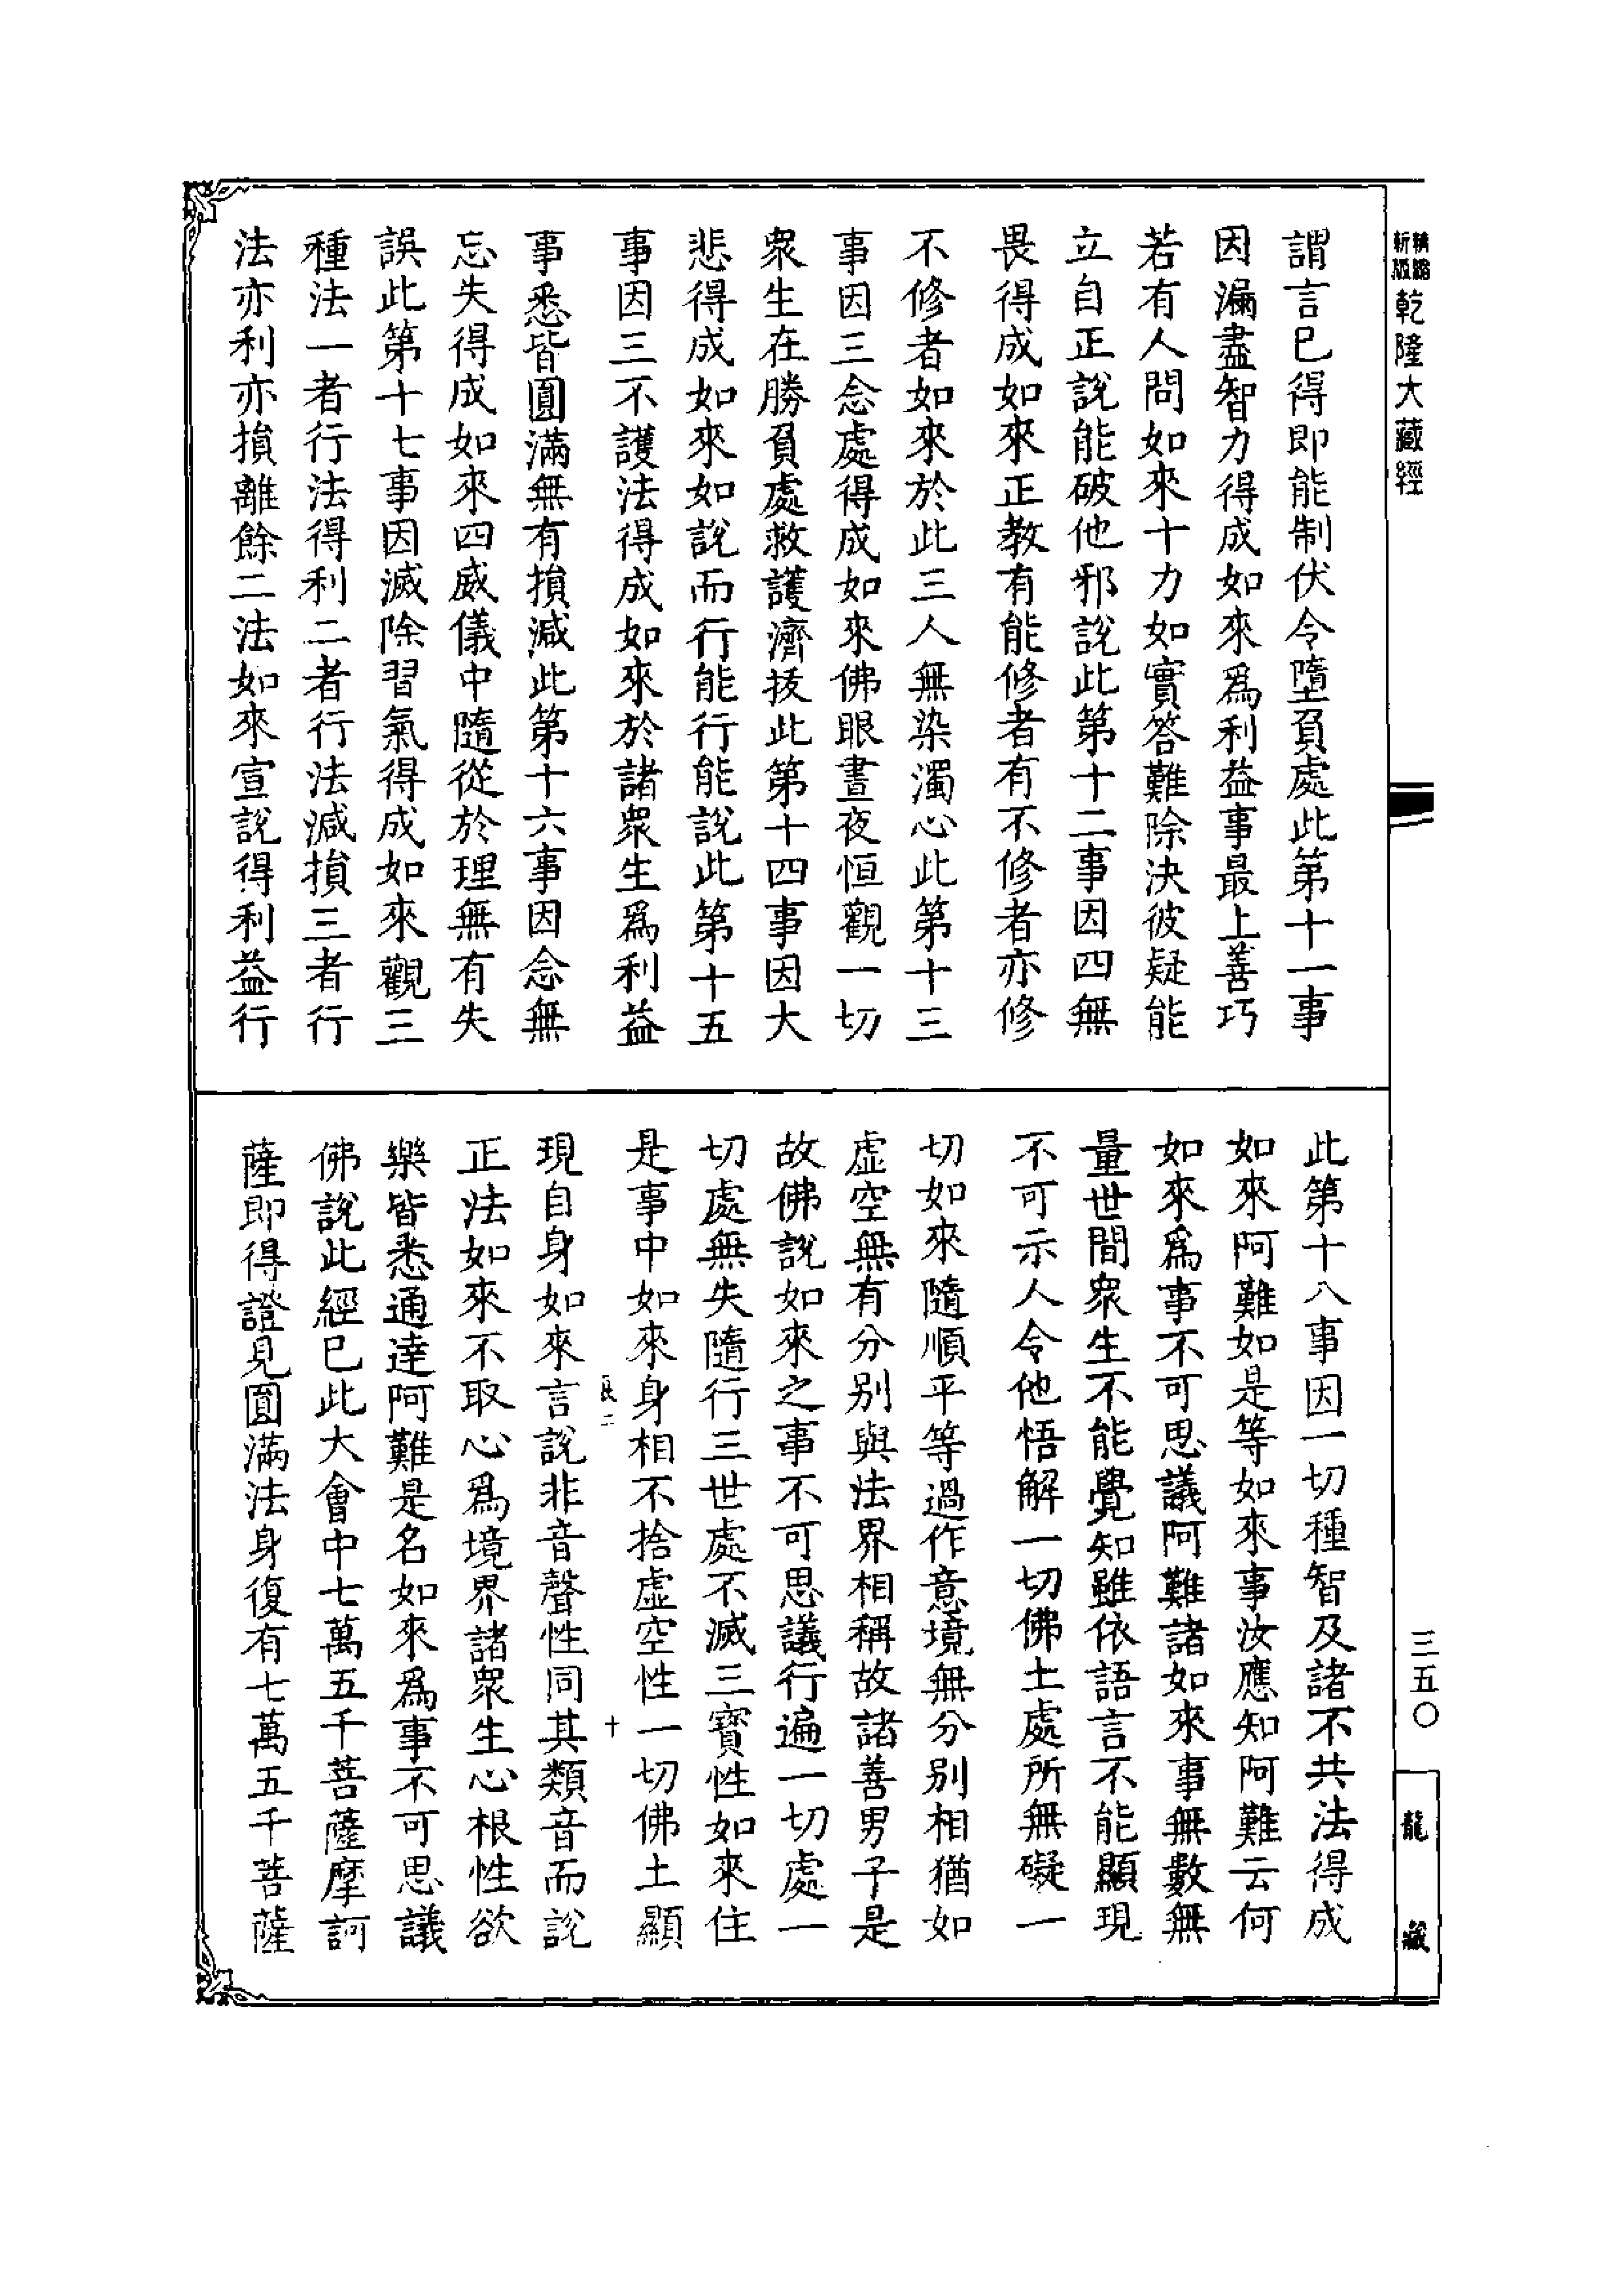 新版
精縮
乾隆大藏經
謂言已得即能制伏令墮負處此第十一事
因漏盡智力得成如來爲利益事最上善巧
若有人問如來十力如實答難除決彼疑能
立自正說能破他邪說此第十二事因四無
畏得成如來正教有能修者有不修者亦修
不修者如來於此三人無染濁心此第十三
事因三念處得成如來佛眼晝夜恒觀一切
衆生在勝負處救護濟拔此第十四事因大
悲得成如來如說而行能行能說此第十五
事因三不護法得成如來於諸衆生爲利益
事悉皆圓滿無有損減此第十六事因念無
忘失得成如來四威儀中隨從於理無有失
誤此第十七事因滅除習氣得成如來觀三
種法一者行法得利二者行法減損三者行
法亦利亦損離餘二法如來宣說得利益行
三五〇
龍藏
此第十八事因一切種智及諸不共法得成
如來阿難如是等如來事汝應知阿難云何
如來爲事不可思議阿難諸如來事無數無
量世間衆生不能覺知雖依語言不能顯現
不可示人令他悟解一切佛土處所無礙一
切如來隨順平等過作意境無分別相猶如
虛空無有分別與法界相稱故諸善男子是
故佛說如來之事不可思議行遍一切處一
切處無失隨行三世處不滅三寶性如來住
是事中如來身相不捨虛空性一切佛土顯
十
現自身如來言說非音聲性同其類音而說
正法如來不取心爲境界諸衆生心根性欲
樂皆悉通達阿難是名如來爲事不可思議
佛說此經已此大會中七萬五千菩薩摩訶
薩即得證見圓滿法身復有七萬五千菩薩